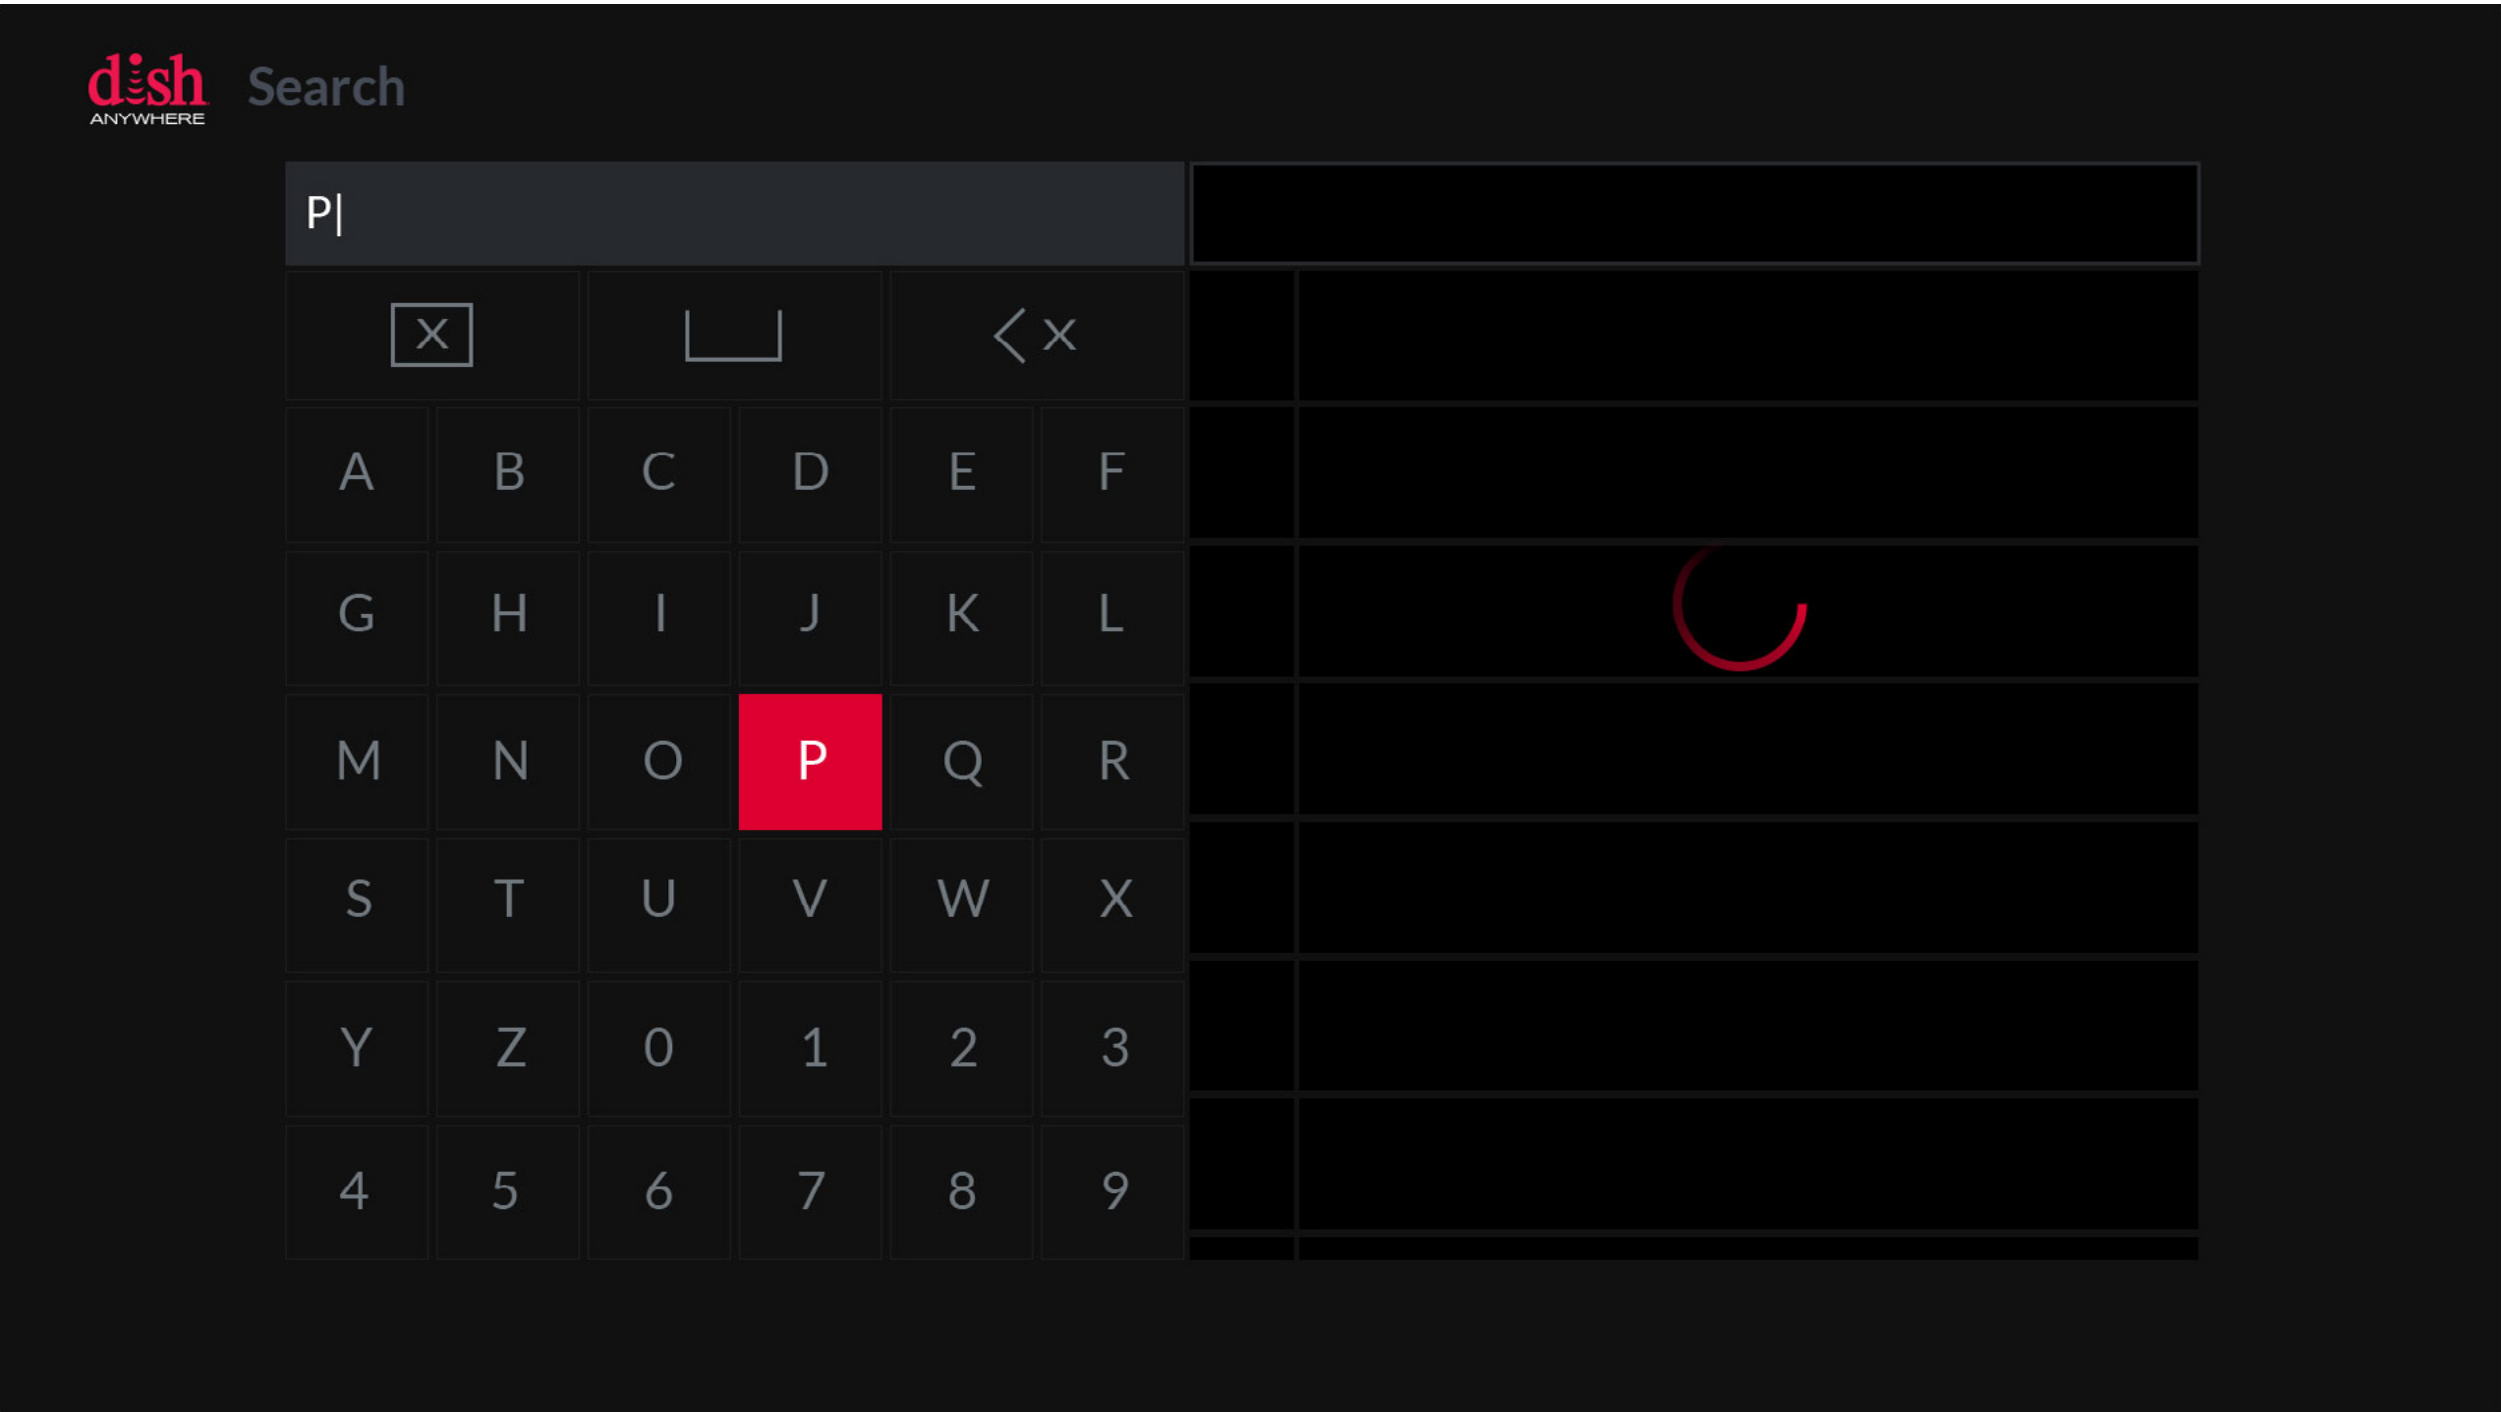 dish Search
ANYWHERE
P
X < X
A B C D E F
G H I J K L
M N O P Q R
S T U V W X
Y Z 0 1 2 3
4 5 6 7 8 9